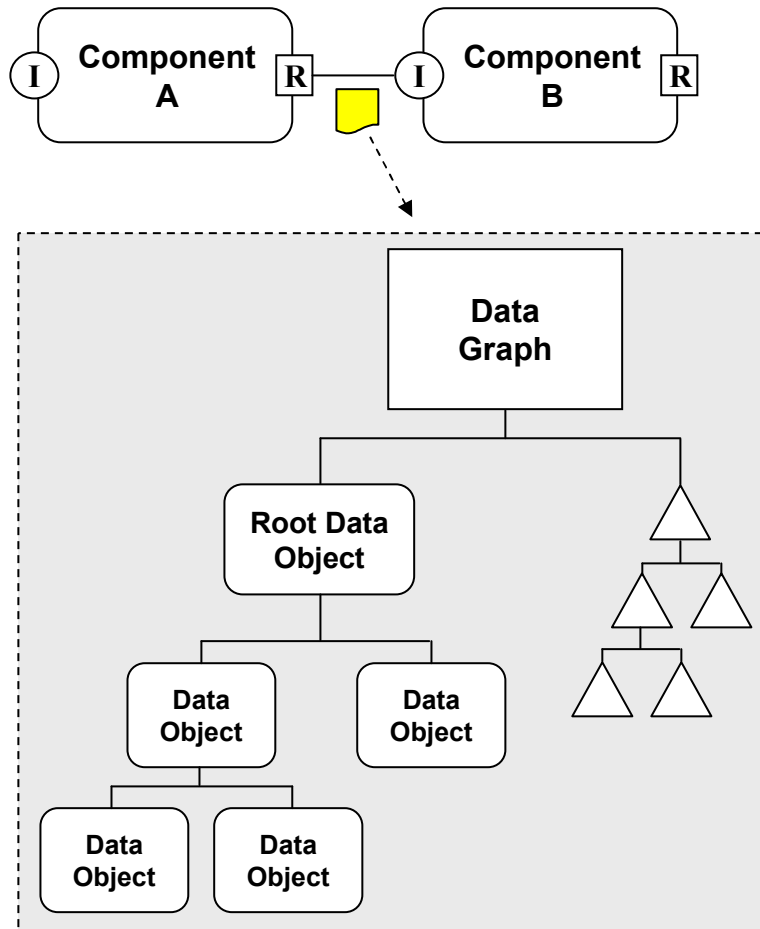 I
Component
A
R
I
Component
B
R
Data
Graph
Root Data
Object
Data
Object
Data
Object
Data
Object
Data
Object